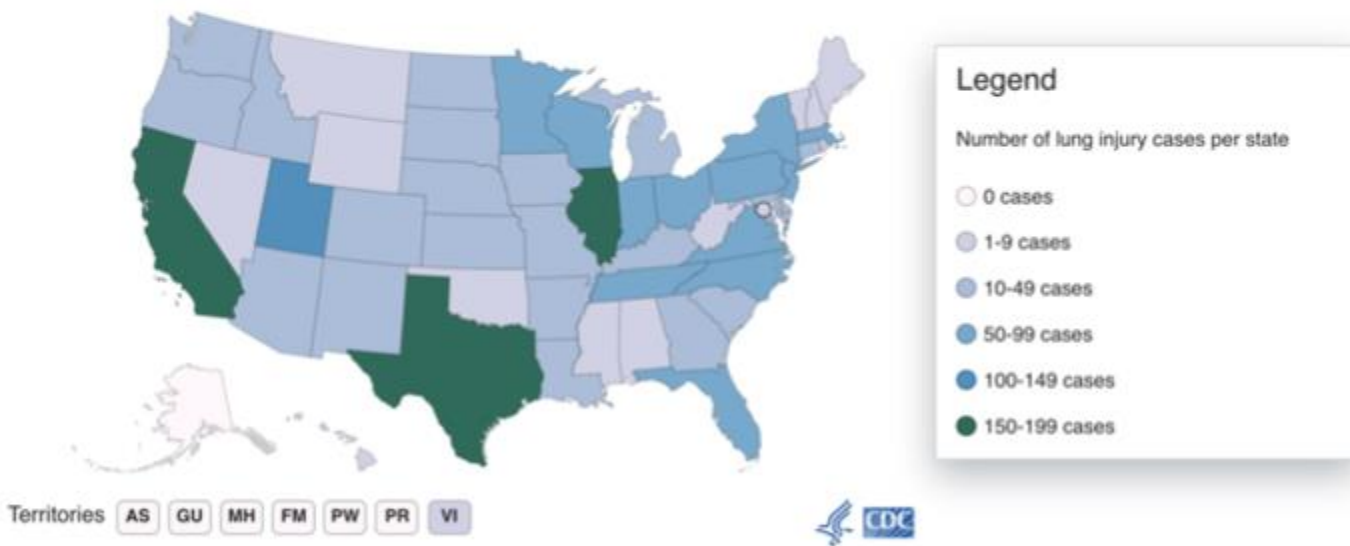 Legend
Number of lung injury cases per state
0 cases
1-9 cases
10-49 cases
50-99 cases
100-149 cases
150-199 cases
Territories AS GU MH FM PW PR VI
CDC